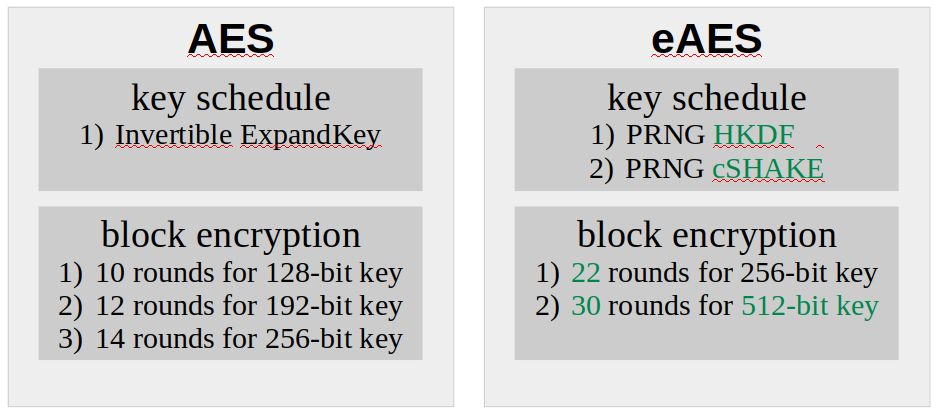 AES
key schedule
1) Invertible ExpandKey
block encryption
1) 10 rounds for 128-bit key
2) 12 rounds for 192-bit key
3) 14 rounds for 256-bit key
eAES
key schedule
1) PRNG HKDF
2) PRNG cSHAKE
block encryption
1) 22 rounds for 256-bit key
2) 30 rounds for 512-bit key